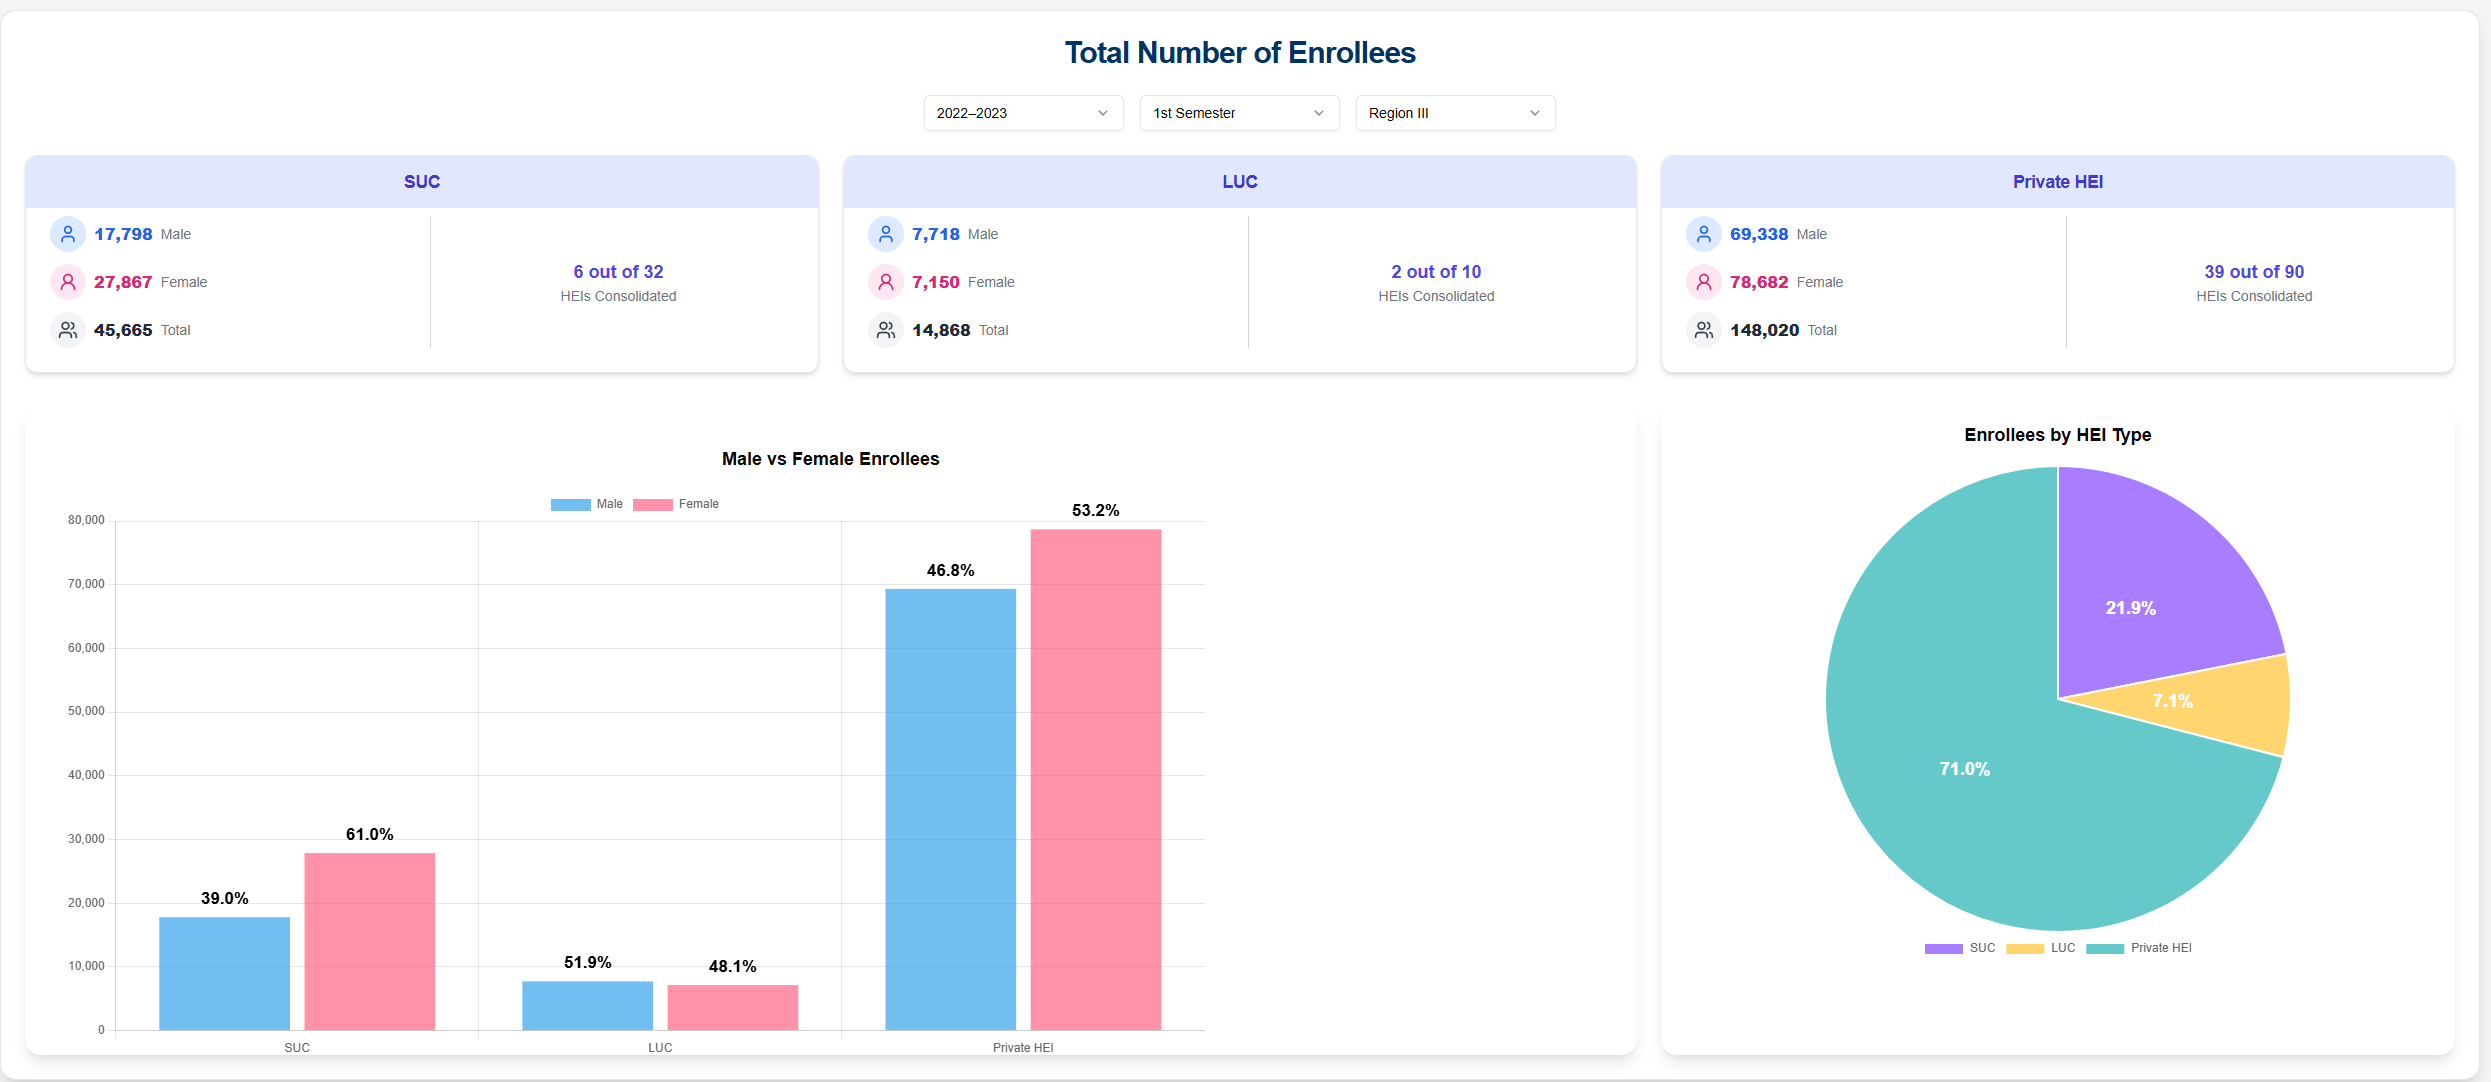 Total Number of Enrollees
2022–2023
1st Semester
Region III
SUC
17,798 Male
27,867 Female
45,665 Total
6 out of 32
HEIs Consolidated
LUC
7,718 Male
7,150 Female
14,868 Total
2 out of 10
HEIs Consolidated
Private HEI
69,338 Male
78,682 Female
148,020 Total
39 out of 90
HEIs Consolidated
Male vs Female Enrollees
Male Female
80,000
70,000
60,000
50,000
40,000
30,000
20,000
10,000
0
39.0%
61.0%
51.9%
48.1%
46.8%
53.2%
SUC LUC Private HEI
Enrollees by HEI Type
21.9%
7.1%
71.0%
SUC LUC Private HEI